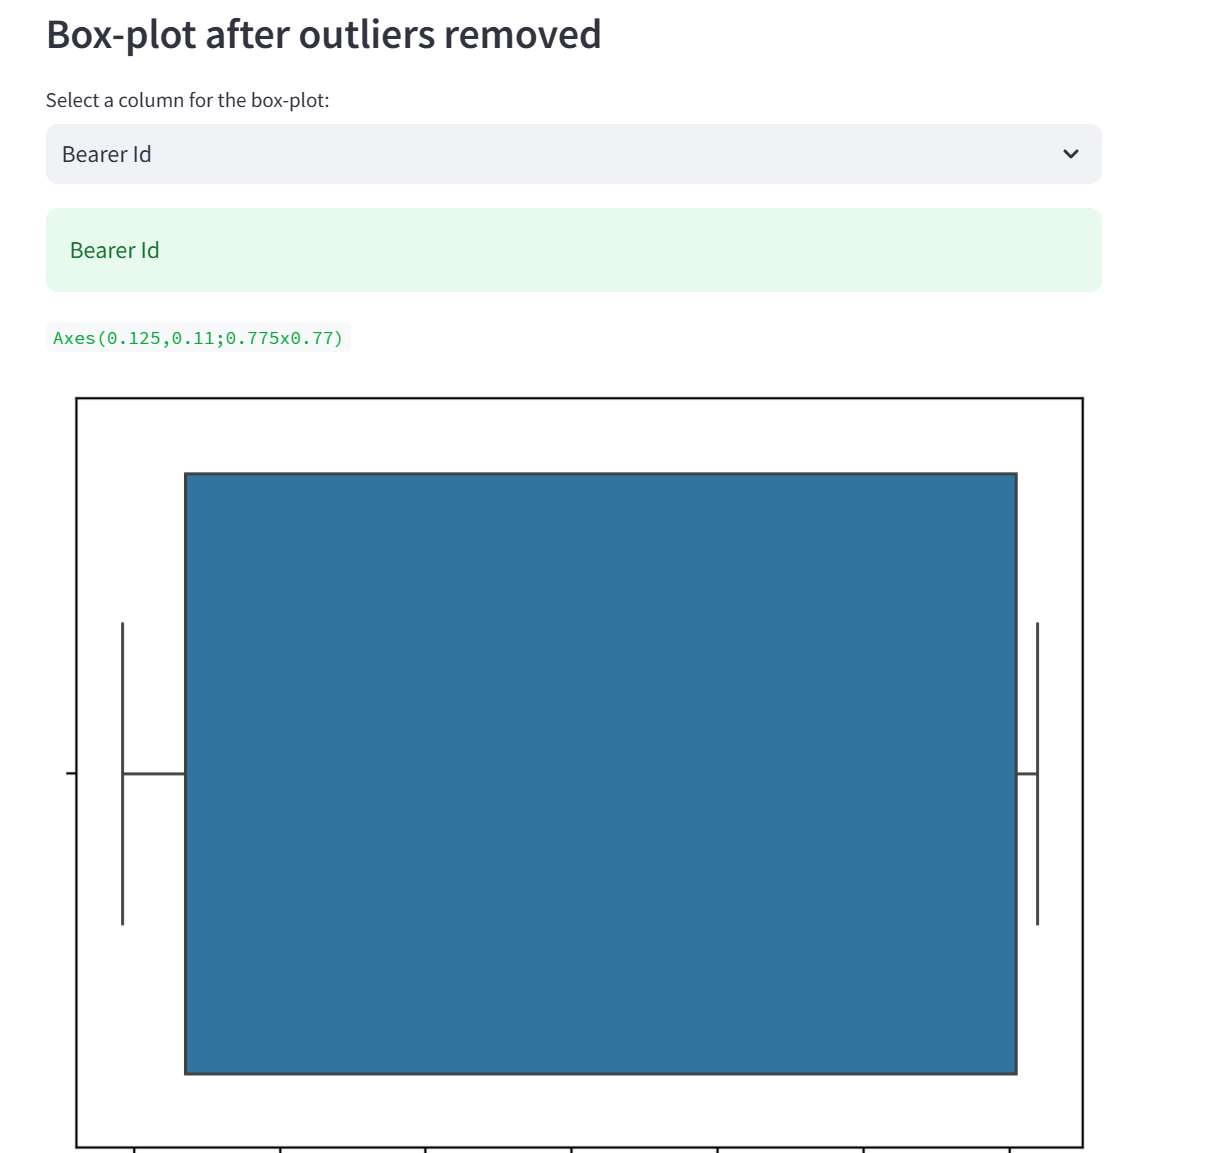 Box-plot after outliers removed
Select a column for the box-plot:
Bearer Id
Bearer Id
Axes(0.125,0.11;0.775x0.77)